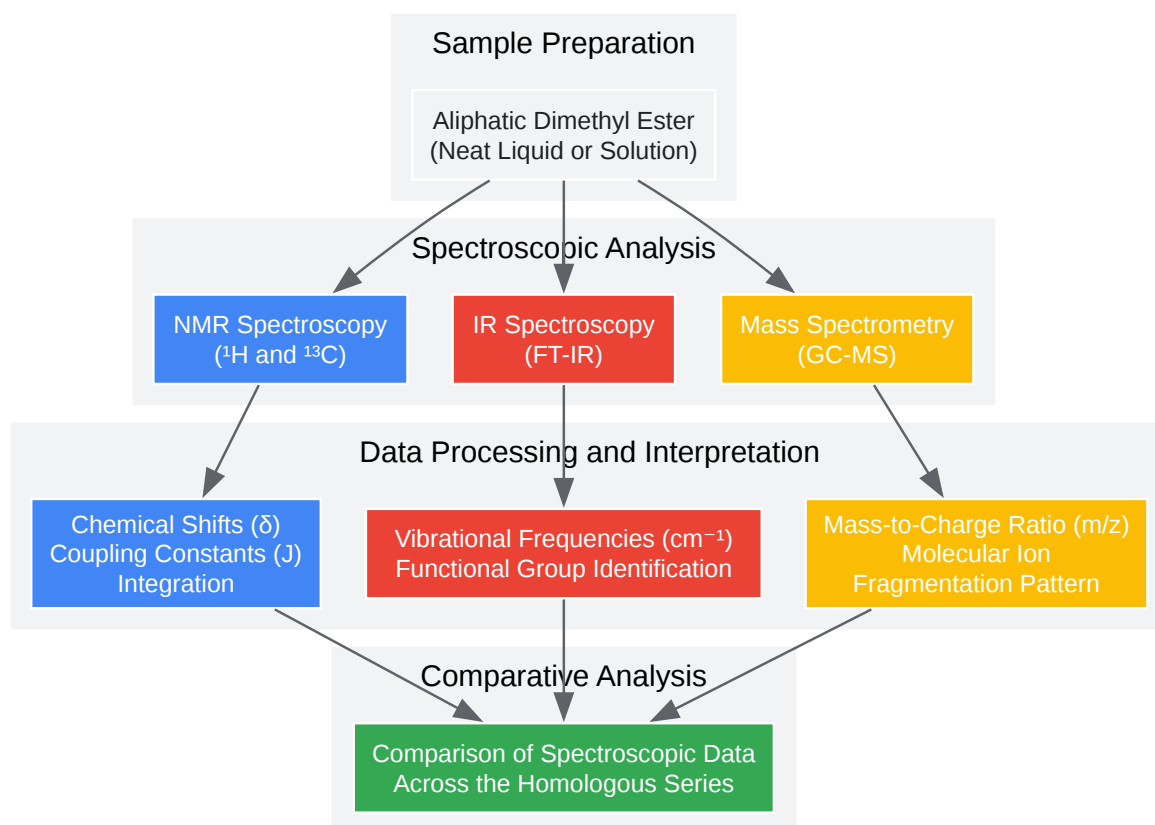 Sample Preparation
Aliphatic Dimethyl Ester
(Neat Liquid or Solution)
Spectroscopic Analysis
NMR Spectroscopy
(¹H and ¹³C)
IR Spectroscopy
(FT-IR)
Mass Spectrometry
(GC-MS)
Data Processing and Interpretation
Chemical Shifts (δ)
Coupling Constants (J)
Integration
Vibrational Frequencies (cm⁻¹)
Functional Group Identification
Mass-to-Charge Ratio (m/z)
Molecular Ion
Fragmentation Pattern
Comparative Analysis
Comparison of Spectroscopic Data
Across the Homologous Series